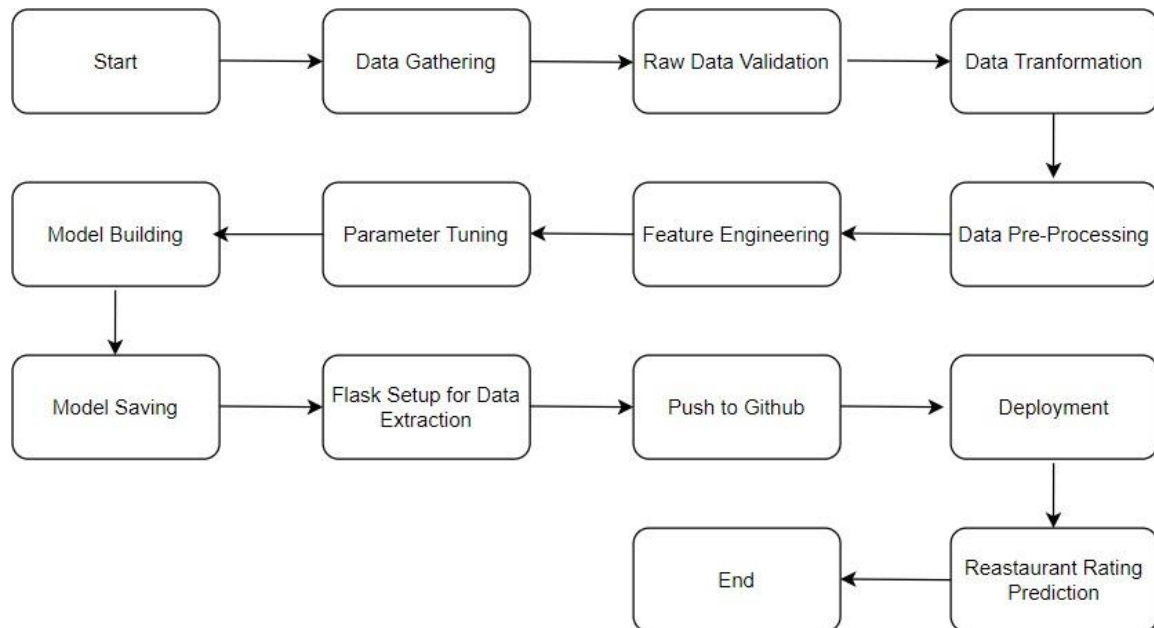 Start
Data Gathering
Raw Data Validation
Data Tranformation
Data Pre-Processing
Feature Engineering
Parameter Tuning
Model Building
Model Saving
Flask Setup for Data
Extraction
Push to Github
Deployment
Reastaurant Rating
Prediction
End